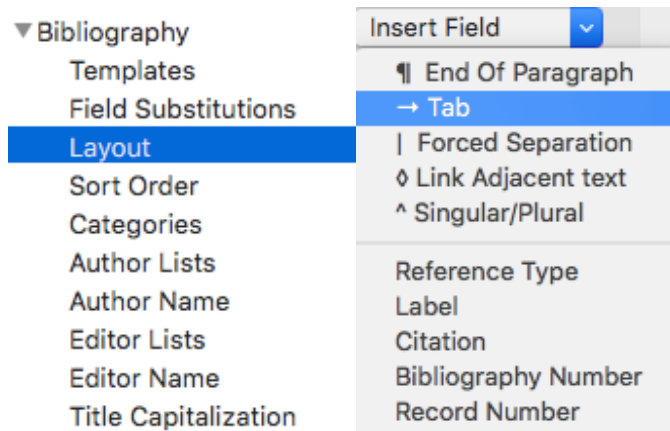 Bibliography
Templates
Field Substitutions
Layout
Sort Order
Categories
Author Lists
Author Name
Editor Lists
Editor Name
Title Capitalization
Insert Field
¶ End Of Paragraph
→ Tab
| Forced Separation
◊ Link Adjacent text
^ Singular/Plural
Reference Type
Label
Citation
Bibliography Number
Record Number